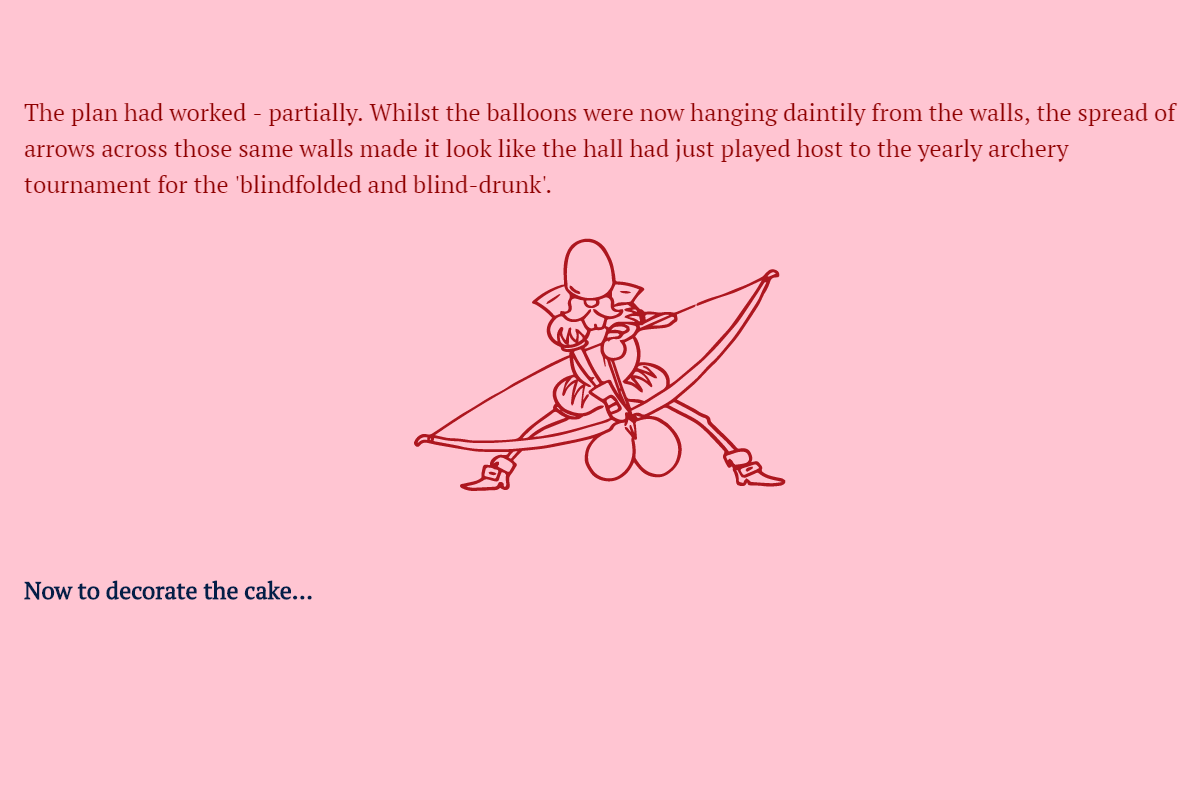 The plan had worked - partially. Whilst the balloons were now hanging daintily from the walls, the spread of
arrows across those same walls made it look like the hall had just played host to the yearly archery
tournament for the 'blindfolded and blind-drunk'.
Now to decorate the cake...